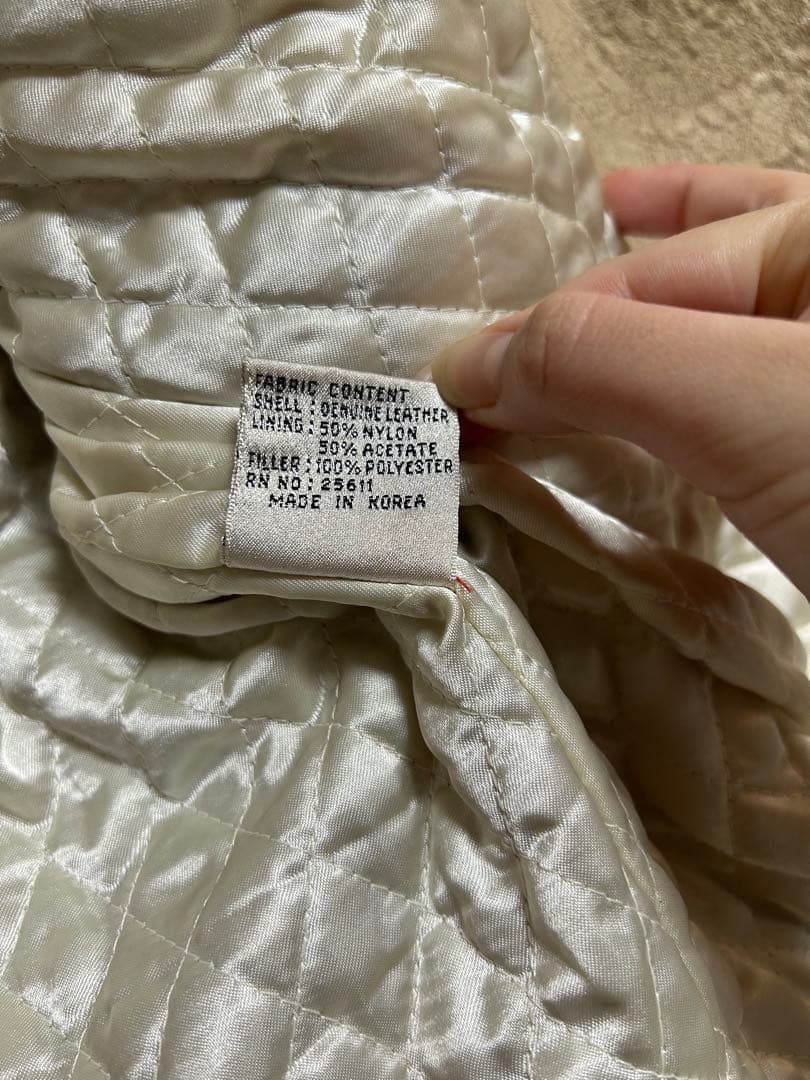 FABRIC CONTENT
SHELL : GENUINE LEATHER
LINING : 50% NYLON
50% ACETATE
FILLER : 100% POLYESTER
RN NO : 25611
MADE IN KOREA